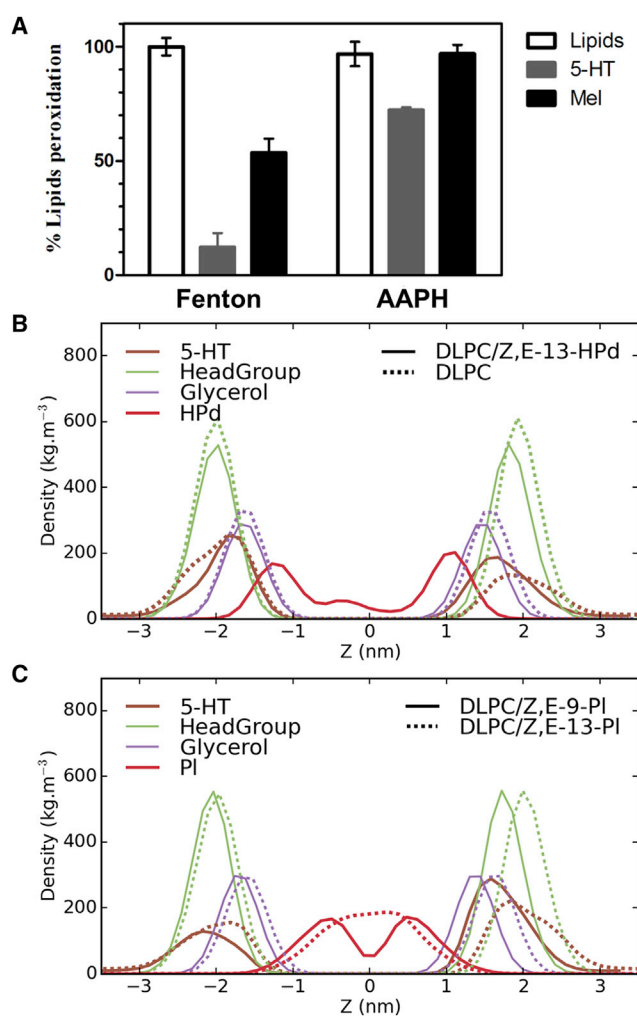 A
% Lipids peroxidation
100
50
0
Fenton
AAPH
Lipids
5-HT
Mel
B
Density (kg.m⁻³)
800
600
400
200
0
5-HT
HeadGroup
Glycerol
HPd
DLPC/Z,E-13-HPd
DLPC
−3 −2 −1 0 1 2 3
Z (nm)
C
Density (kg.m⁻³)
800
600
400
200
0
5-HT
HeadGroup
Glycerol
Pl
DLPC/Z,E-9-Pl
DLPC/Z,E-13-Pl
−3 −2 −1 0 1 2 3
Z (nm)